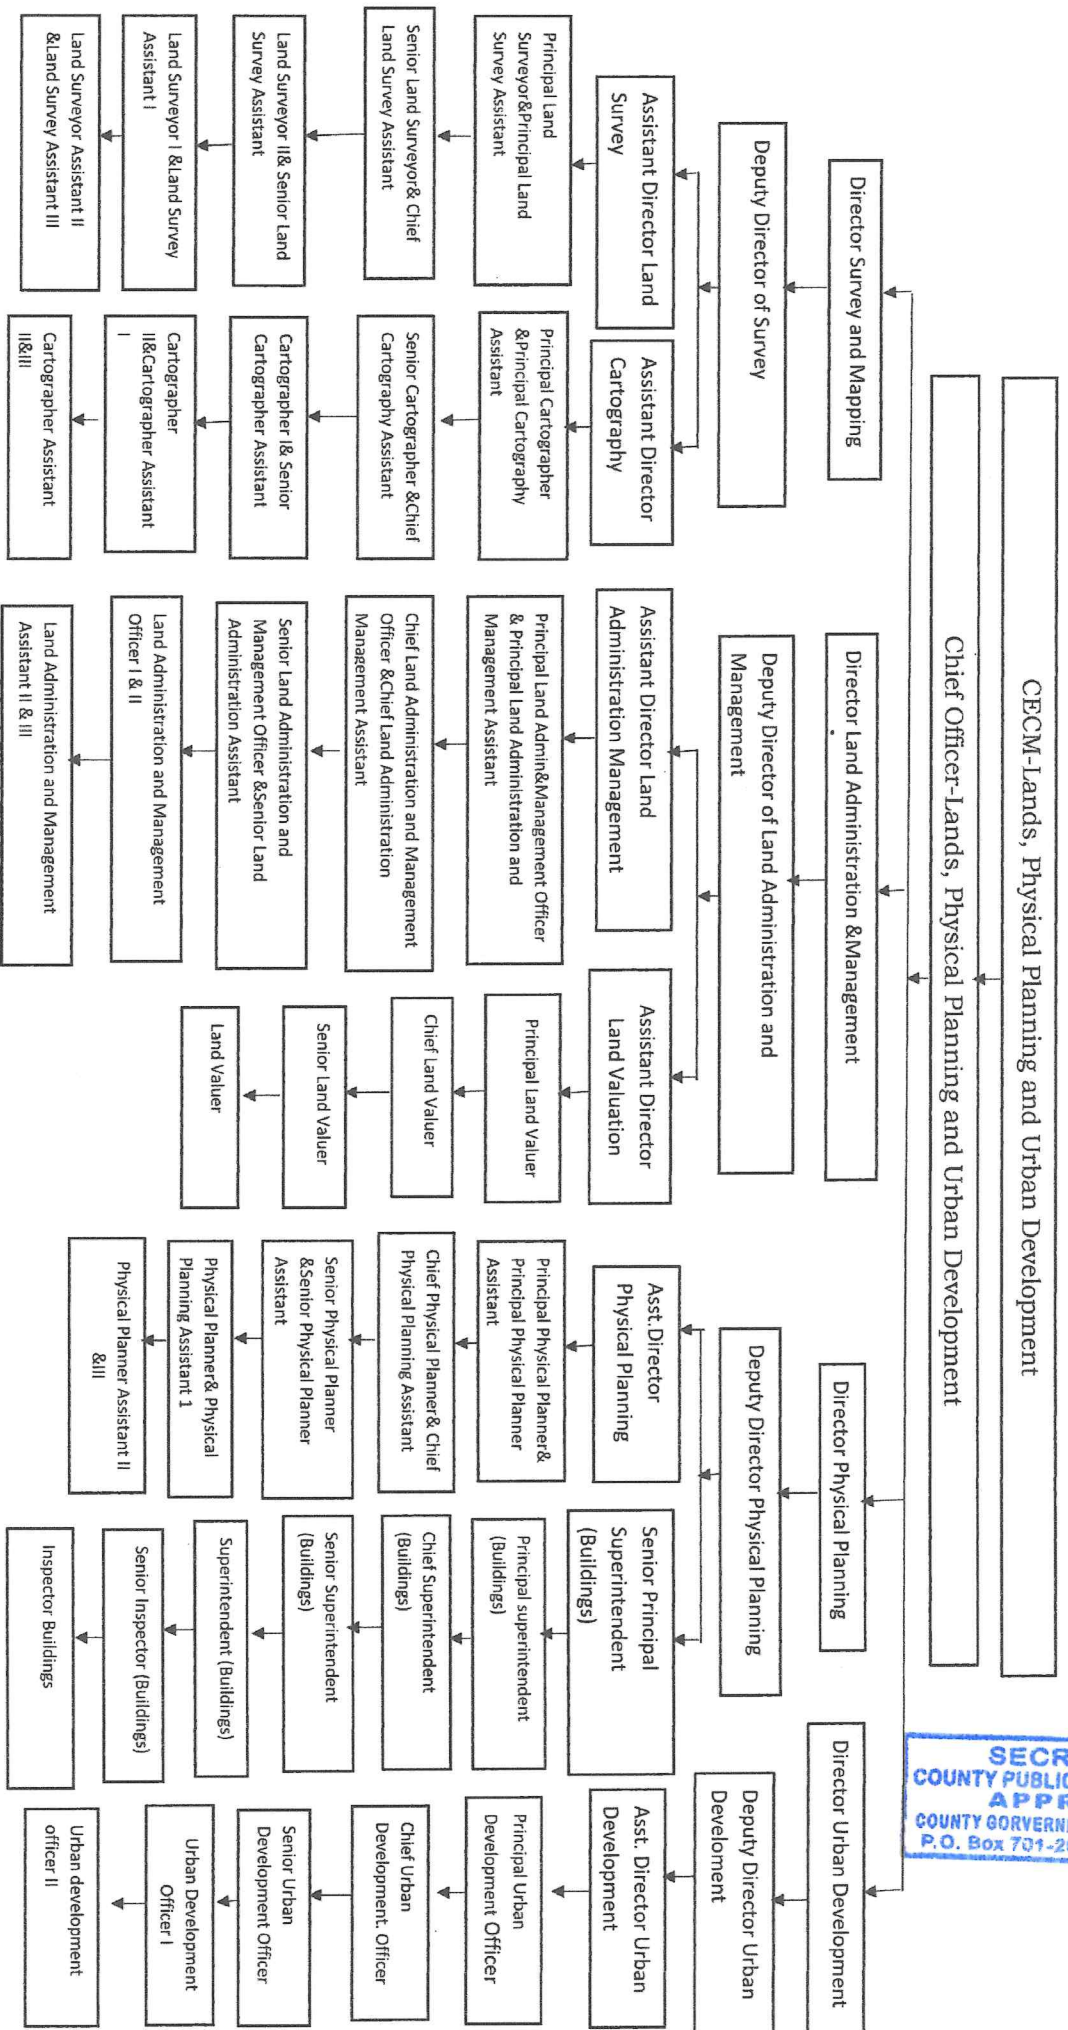 CECM-Lands, Physical Planning and Urban Development
Chief Officer-Lands, Physical Planning and Urban Development
Director Survey and Mapping
Director Land Administration &Management
Director Physical Planning
Director Urban Development
Deputy Director of Survey
Deputy Director of Land Administration and
Management
Deputy Director Physical Planning
Deputy Director Urban
Develoment
Assistant Director Land
Survey
Assistant Director
Cartography
Assistant Director Land
Administration Management
Assistant Director
Land Valuation
Asst.Director
Physical Planning
Senior Principal
Superintendent
(Buildings)
Asst. Director Urban
Development
Principal Land
Surveyor&Principal Land
Survey Assistant
Principal Cartographer
&Principal Cartography
Assistant
Principal Land Admin&Management Officer
& Principal Land Administration and
Management Assistant
Principal Land Valuer
Principal Physical Planner&
Principal Physical Planner
Assistant
Principal superintendent
(Buildings)
Principal Urban
Development Officer
Senior Land Surveyor& Chief
Land Survey Assistant
Senior Cartographer &Chief
Cartography Assistant
Chief Land Administration and Management
Officer &Chief Land Administration
Management Assistant
Chief Land Valuer
Chief Physical Planner& Chief
Physical Planning Assistant
Chief Superintendent
(Buildings)
Chief Urban
Development. Officer
Land Surveyor II& Senior Land
Survey Assistant
Cartographer I& Senior
Cartographer Assistant
Senior Land Administration and
Management Officer &Senior Land
Administration Assistant
Senior Land Valuer
Senior Physical Planner
&Senior Physical Planner
Assistant
Senior Superintendent
(Buildings)
Senior Urban
Development Officer
Land Surveyor I &Land Survey
Assistant I
Cartographer
II&Cartographer Assistant
I
Land Administration and Management
Officer I & II
Land Valuer
Physical Planner& Physical
Planning Assistant 1
Superintendent (Buildings)
Urban Development
Officer I
Land Surveyor Assistant II
&Land Survey Assistant III
Cartographer Assistant
II&III
Land Administration and Management
Assistant II & III
Physical Planner Assistant II
&III
Senior Inspector (Buildings)
Urban development
officer II
Inspector Buildings
SECR
COUNTY PUBLIC
APPR
COUNTY GORVERN
P.O. Box 701-2